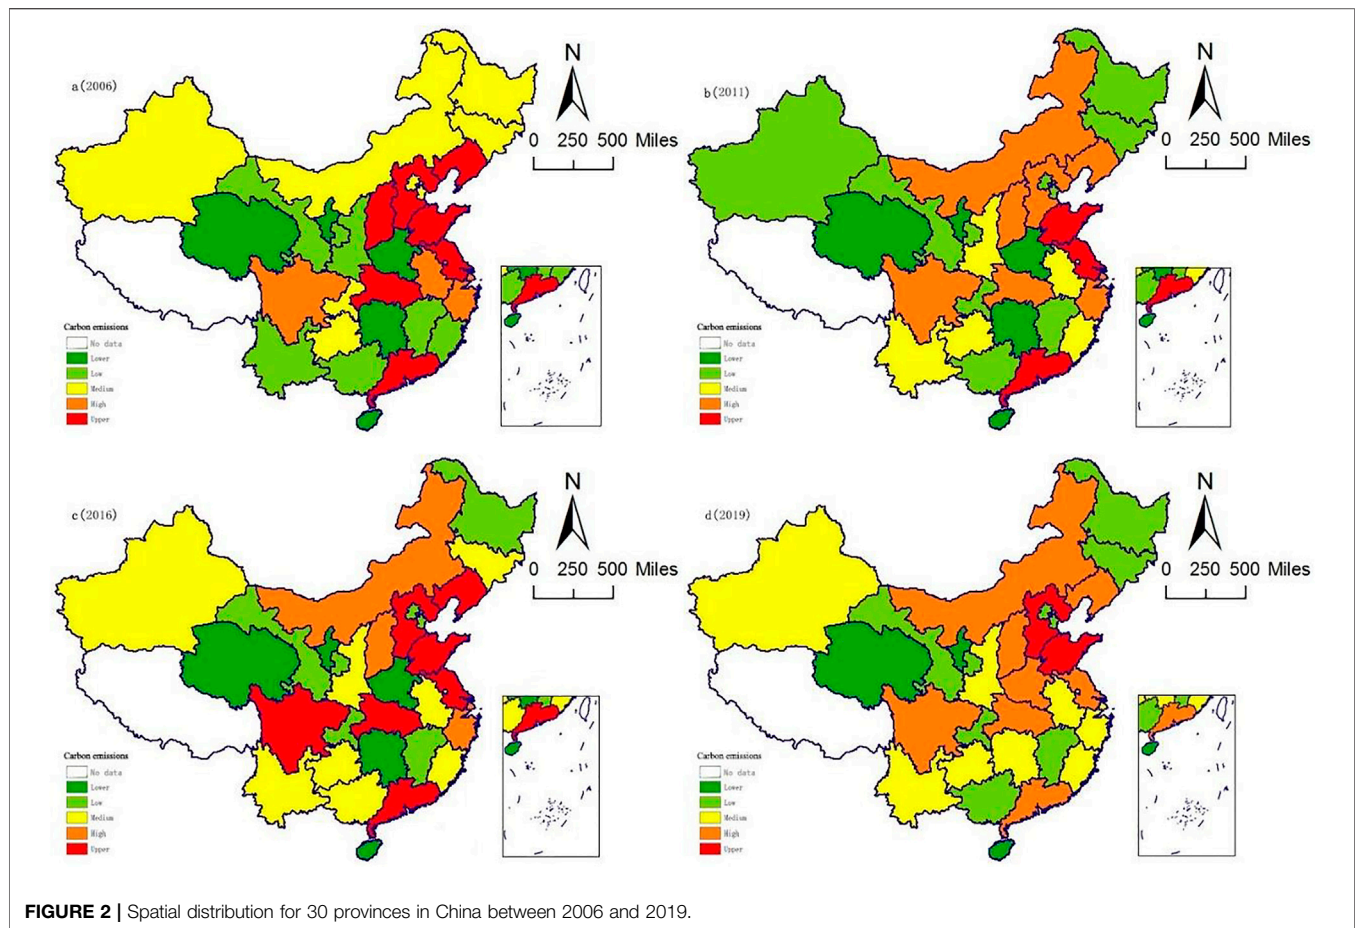 a(2006)
N
0 250 500 Miles
Carbon emissions
No data
Lower
Low
Medium
High
Upper
b(2011)
N
0 250 500 Miles
Carbon emissions
No data
Lower
Low
Medium
High
Upper
c(2016)
N
0 250 500 Miles
Carbon emissions
No data
Lower
Low
Medium
High
Upper
d(2019)
N
0 250 500 Miles
Carbon emissions
No data
Lower
Low
Medium
High
Upper
FIGURE 2 | Spatial distribution for 30 provinces in China between 2006 and 2019.